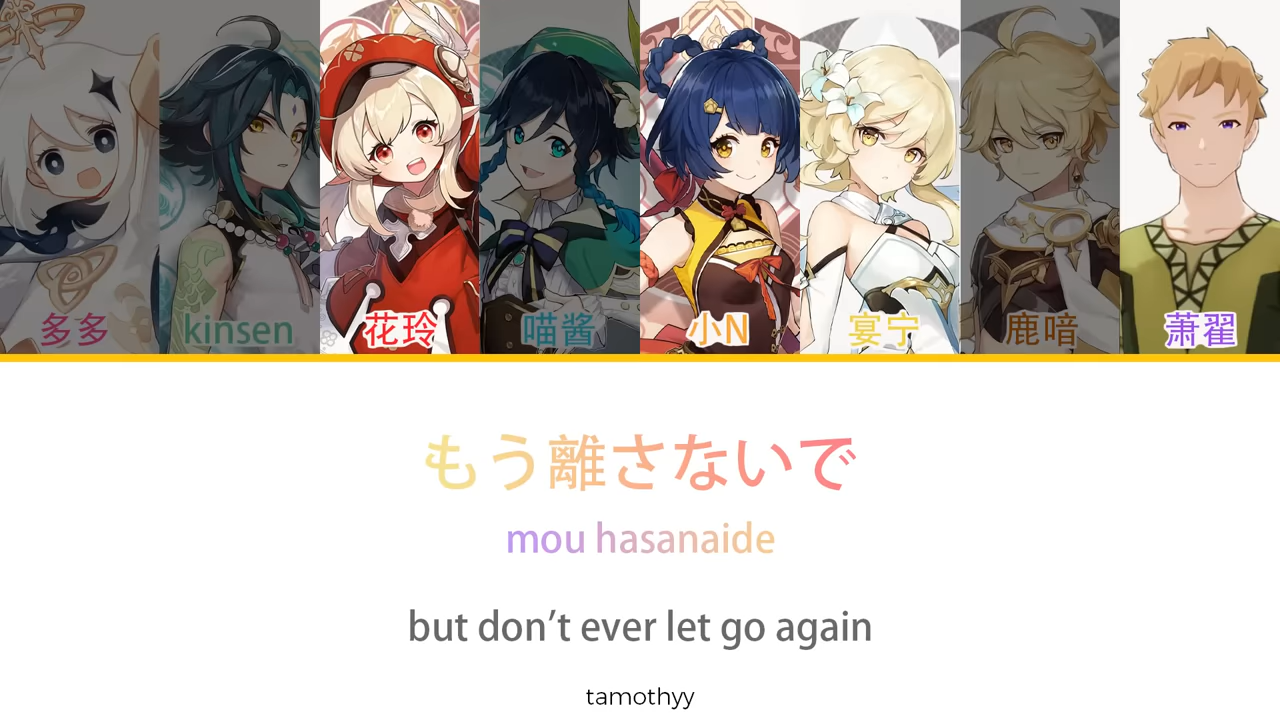 多多 kinsen 花玲 喵酱 小N 宴宁 鹿喑 萧翟
もう離さないで
mou hasanaide
but don't ever let go again
tamothyy